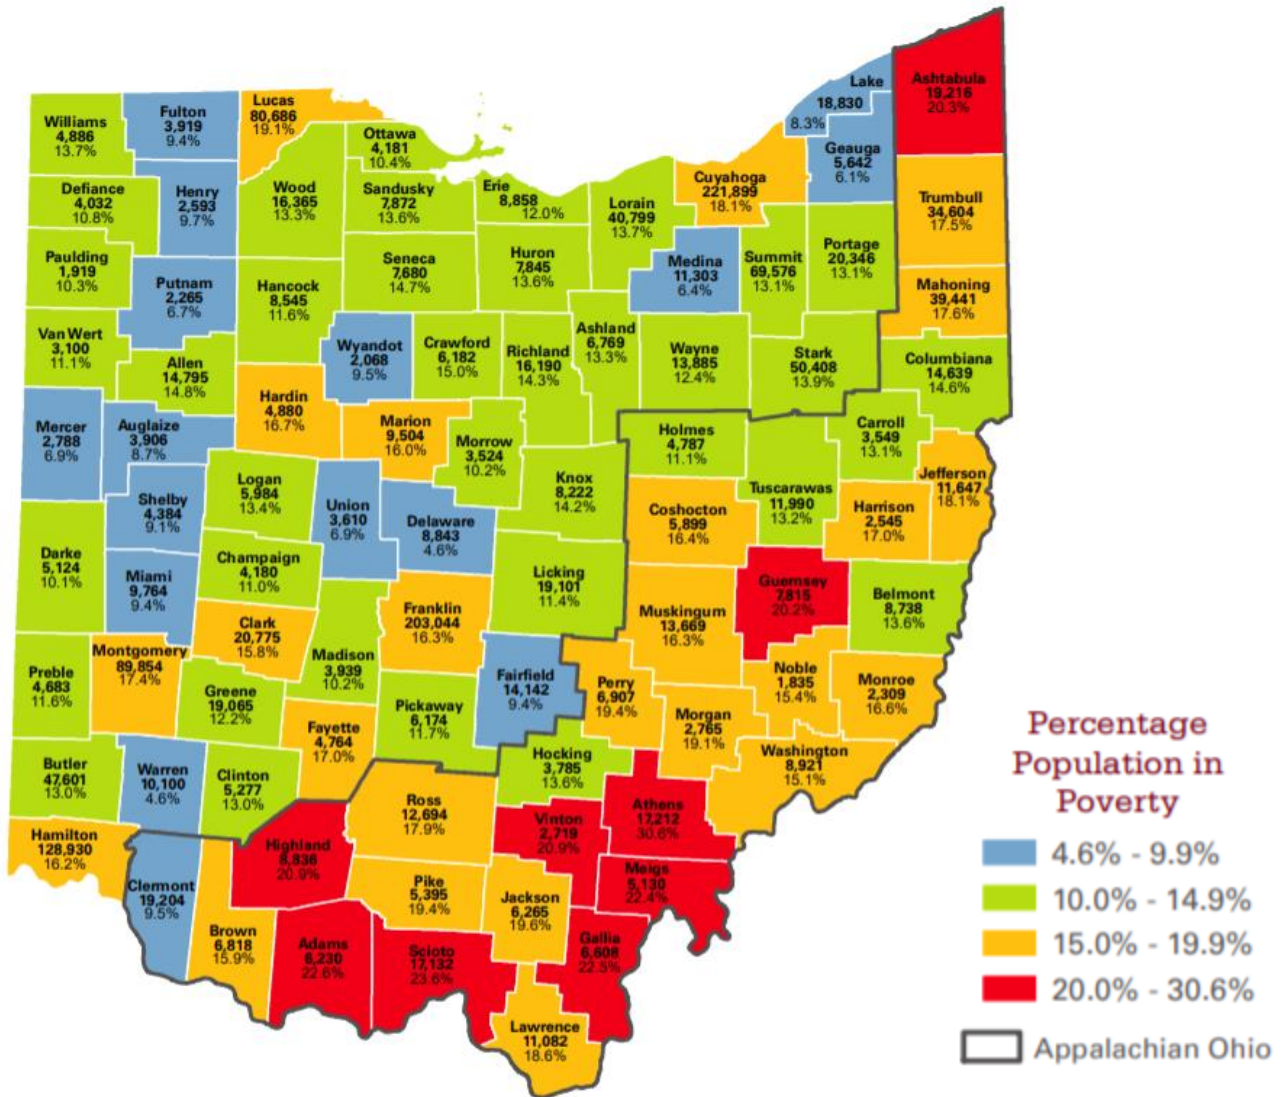 Williams
4,886
13.7%
Fulton
3,919
9.4%
Lucas
80,686
19.1%
Ottawa
4,181
10.4%
Lake
18,830
8.3%
Ashtabula
19,216
20.3%
Geauga
5,642
6.1%
Cuyahoga
221,899
18.1%
Defiance
4,032
10.8%
Henry
2,593
9.7%
Wood
16,365
13.3%
Sandusky
7,872
13.6%
Erie
8,858
12.0%
Lorain
40,799
13.7%
Trumbull
34,604
17.5%
Paulding
1,919
10.3%
Putnam
2,265
6.7%
Hancock
8,545
11.6%
Seneca
7,680
14.7%
Huron
7,845
13.6%
Medina
11,303
6.4%
Summit
69,576
13.1%
Portage
20,346
13.1%
Mahoning
39,441
17.6%
Van Wert
3,100
11.1%
Allen
14,795
14.8%
Wyandot
2,068
9.5%
Crawford
6,182
15.0%
Richland
16,190
14.3%
Ashland
6,769
13.3%
Wayne
13,885
12.4%
Stark
50,408
13.9%
Columbiana
14,639
14.6%
Mercer
2,788
6.9%
Auglaize
3,906
8.7%
Hardin
4,880
16.7%
Marion
9,504
16.0%
Morrow
3,524
10.2%
Holmes
4,787
11.1%
Carroll
3,549
13.1%
Jefferson
11,647
18.1%
Shelby
4,384
9.1%
Logan
5,984
13.4%
Union
3,610
6.9%
Delaware
8,843
4.6%
Knox
8,222
14.2%
Coshocton
5,899
16.4%
Tuscarawas
11,990
13.2%
Harrison
2,545
17.0%
Darke
5,124
10.1%
Miami
9,764
9.4%
Champaign
4,180
11.0%
Licking
19,101
11.4%
Guernsey
7,815
20.2%
Belmont
8,738
13.6%
Clark
20,775
15.8%
Franklin
203,044
16.3%
Muskingum
13,669
16.3%
Preble
4,683
11.6%
Montgomery
89,854
17.4%
Greene
19,065
12.2%
Madison
3,939
10.2%
Pickaway
6,174
11.7%
Fairfield
14,142
9.4%
Perry
6,907
19.4%
Noble
1,835
15.4%
Monroe
2,309
16.6%
Morgan
2,765
19.1%
Fayette
4,764
17.0%
Washington
8,921
15.1%
Butler
47,601
13.0%
Warren
10,100
4.6%
Clinton
5,277
13.0%
Hocking
3,785
13.6%
Ross
12,694
17.9%
Athens
17,212
30.6%
Vinton
2,719
20.9%
Hamilton
128,930
16.2%
Highland
8,836
20.9%
Meigs
5,130
22.4%
Clermont
19,204
9.5%
Pike
5,395
19.4%
Jackson
6,265
19.6%
Brown
6,818
15.9%
Adams
6,230
22.6%
Scioto
17,132
23.6%
Gallia
6,608
22.5%
Lawrence
11,082
18.6%
Percentage
Population in
Poverty
4.6% - 9.9%
10.0% - 14.9%
15.0% - 19.9%
20.0% - 30.6%
Appalachian Ohio